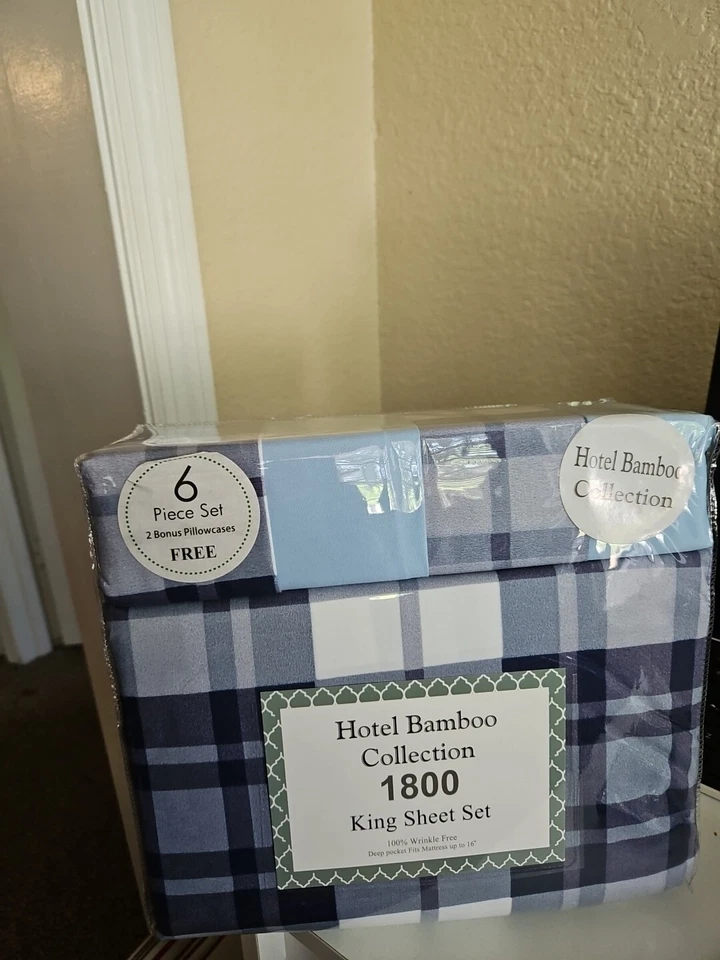 6
Piece Set
2 Bonus Pillowcases
FREE
Hotel Bamboo
Collection
Hotel Bamboo
Collection
1800
King Sheet Set
100% Wrinkle Free
Deep pocket Fits Mattress up to 16"